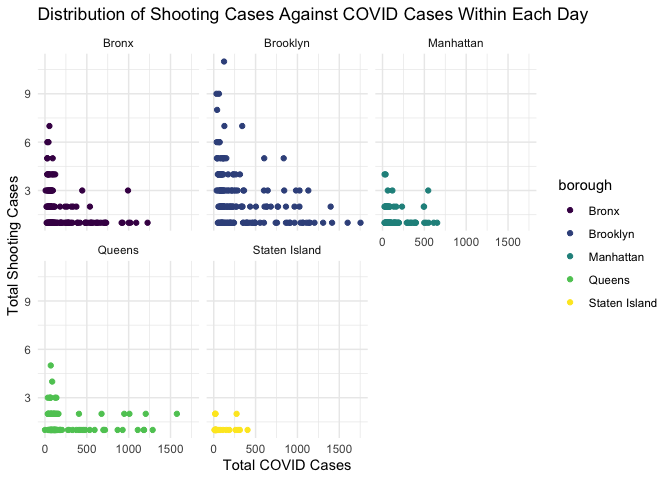 Distribution of Shooting Cases Against COVID Cases Within Each Day
Bronx
Brooklyn
Manhattan
9
6
3
0
500
1000
1500
Queens
Staten Island
9
6
3
0
500
1000
1500
0
500
1000
1500
Total COVID Cases
Total Shooting Cases
borough
Bronx
Brooklyn
Manhattan
Queens
Staten Island